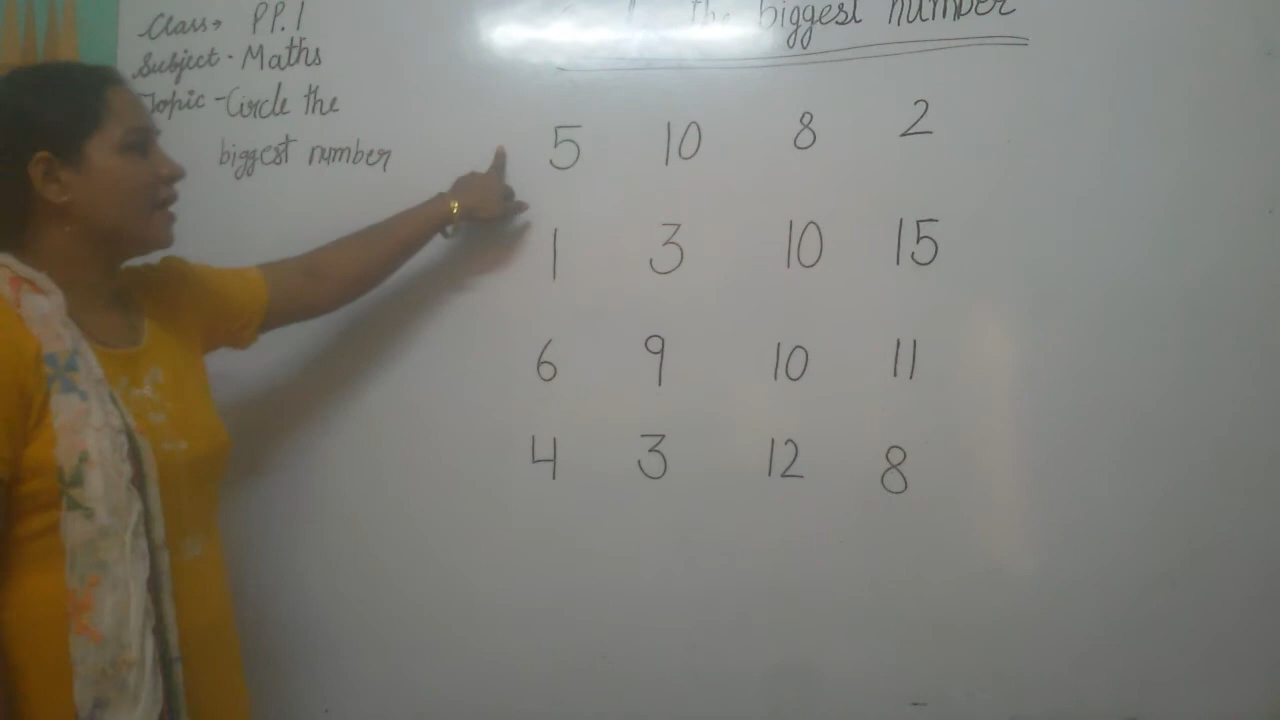 Class → PP.1
Subject - Maths
Topic - Circle the
biggest number
the biggest number
5 10 8 2
1 3 10 15
6 9 10 11
4 3 12 8